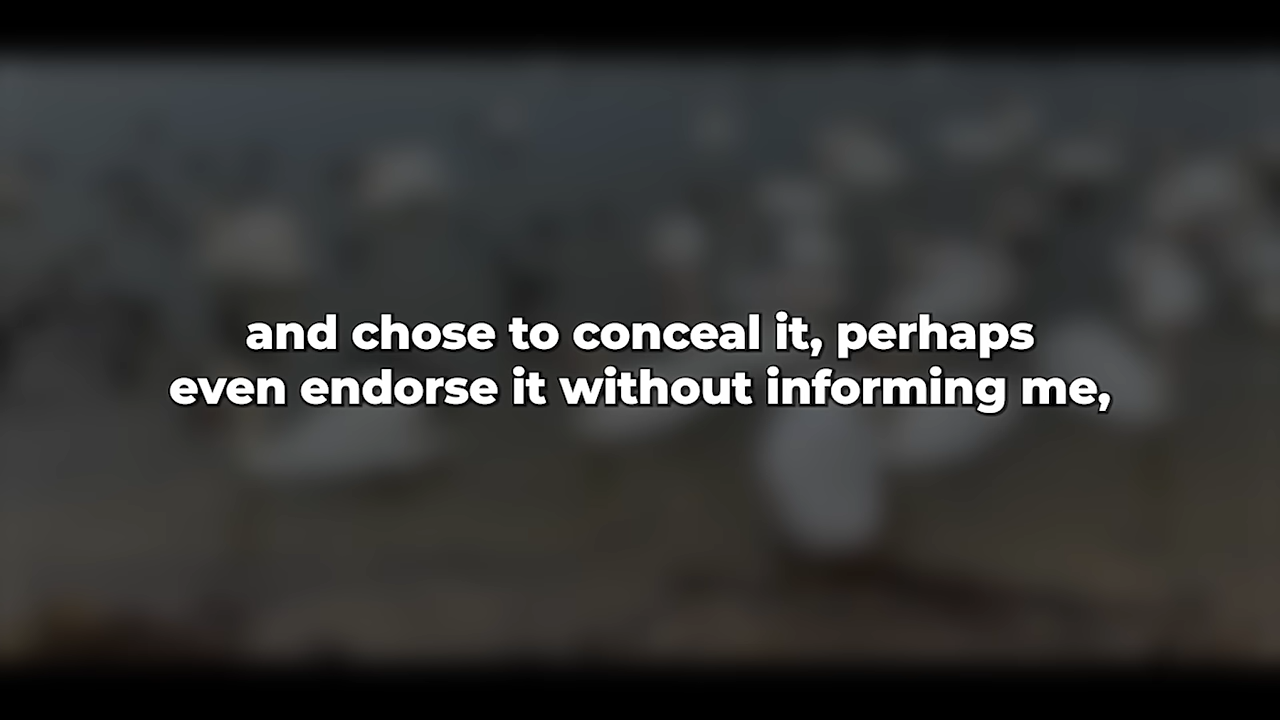 and chose to conceal it, perhaps
even endorse it without informing me,